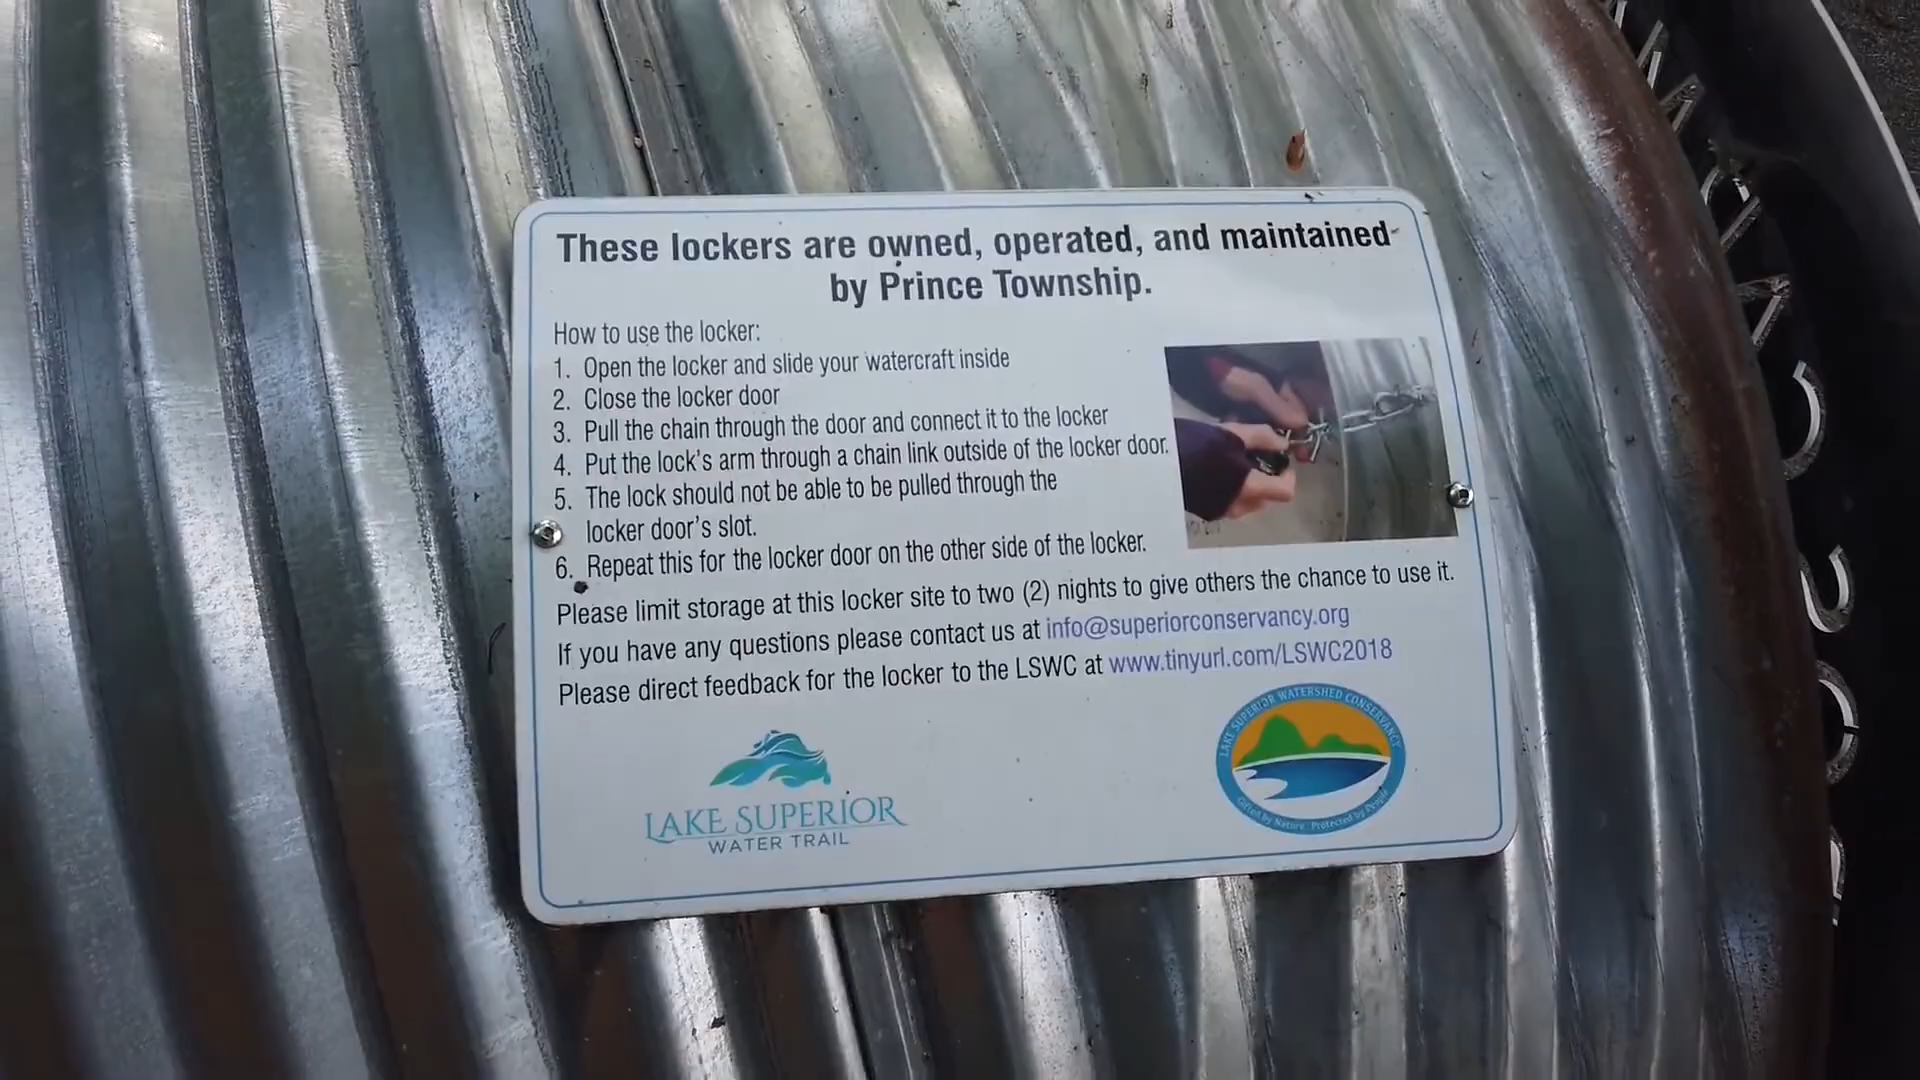 These lockers are owned, operated, and maintained
by Prince Township.
How to use the locker:
1. Open the locker and slide your watercraft inside
2. Close the locker door
3. Pull the chain through the door and connect it to the locker
4. Put the lock's arm through a chain link outside of the locker door.
5. The lock should not be able to be pulled through the
locker door's slot.
6. Repeat this for the locker door on the other side of the locker.
Please limit storage at this locker site to two (2) nights to give others the chance to use it.
If you have any questions please contact us at info@superiorconservancy.org
Please direct feedback for the locker to the LSWC at www.tinyurl.com/LSWC2018
LAKE SUPERIOR
WATER TRAIL
LAKE SUPERIOR WATERSHED CONSERVANCY
Gifted by Nature Protected by People